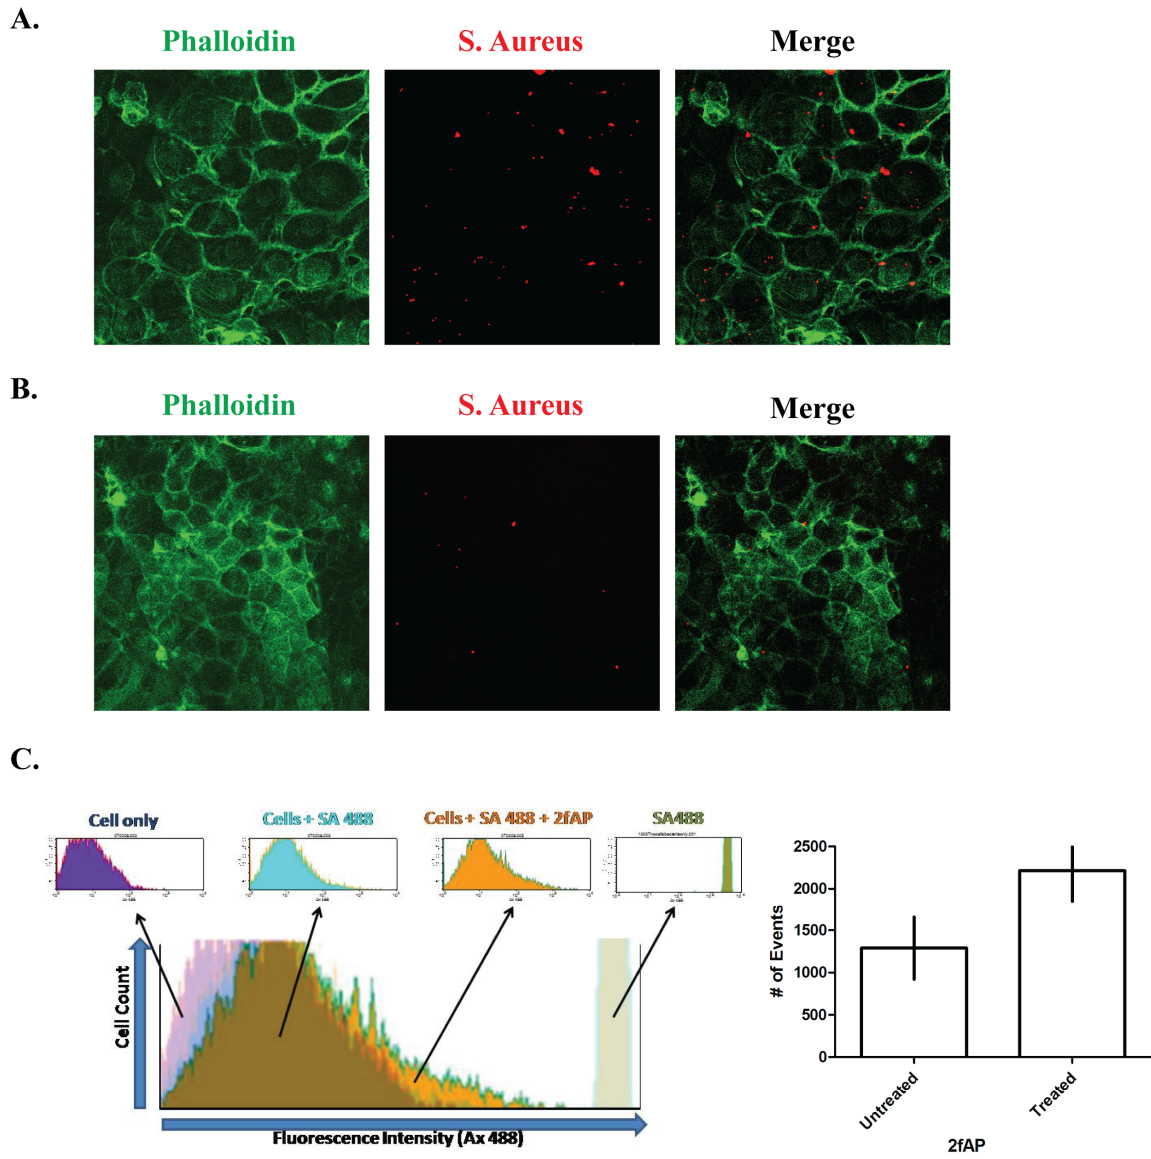 A.
Phalloidin
S. Aureus
Merge
B.
Phalloidin
S. Aureus
Merge
C.
Cell only
Cells + SA 488
Cells + SA 488 + 2fAP
SA488
Cell Count
Fluorescence Intensity (Ax 488)
# of Events
2500
2000
1500
1000
500
0
Untreated
Treated
2fAP